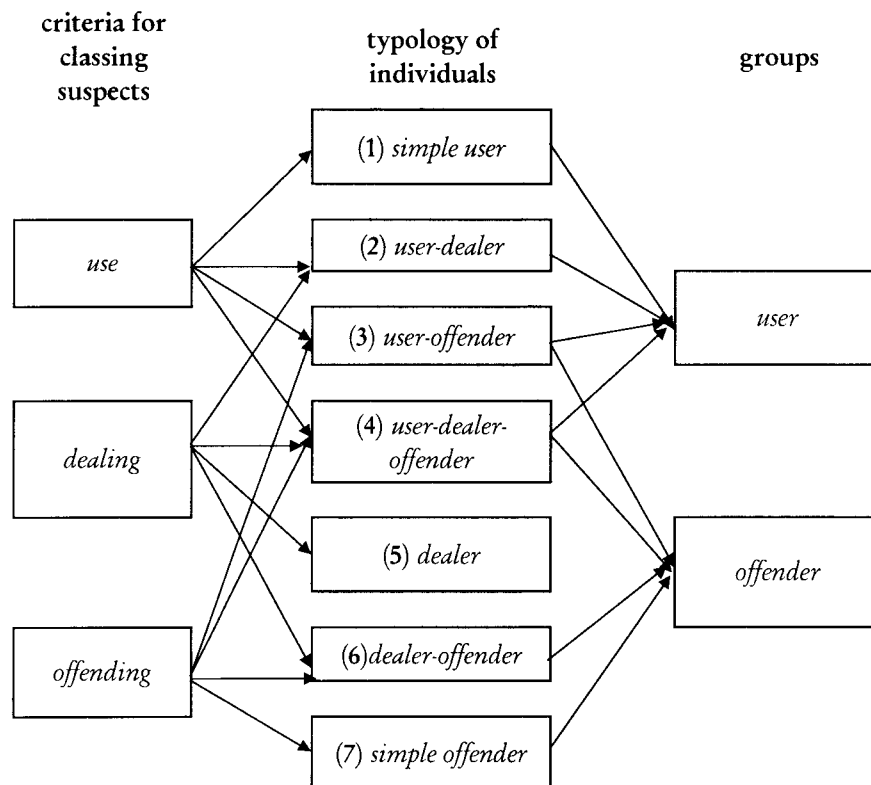 criteria for
classing
suspects
typology of
individuals
groups
(1) simple user
(2) user-dealer
(3) user-offender
(4) user-dealer-
offender
(5) dealer
(6)dealer-offender
(7) simple offender
use
dealing
offending
user
offender